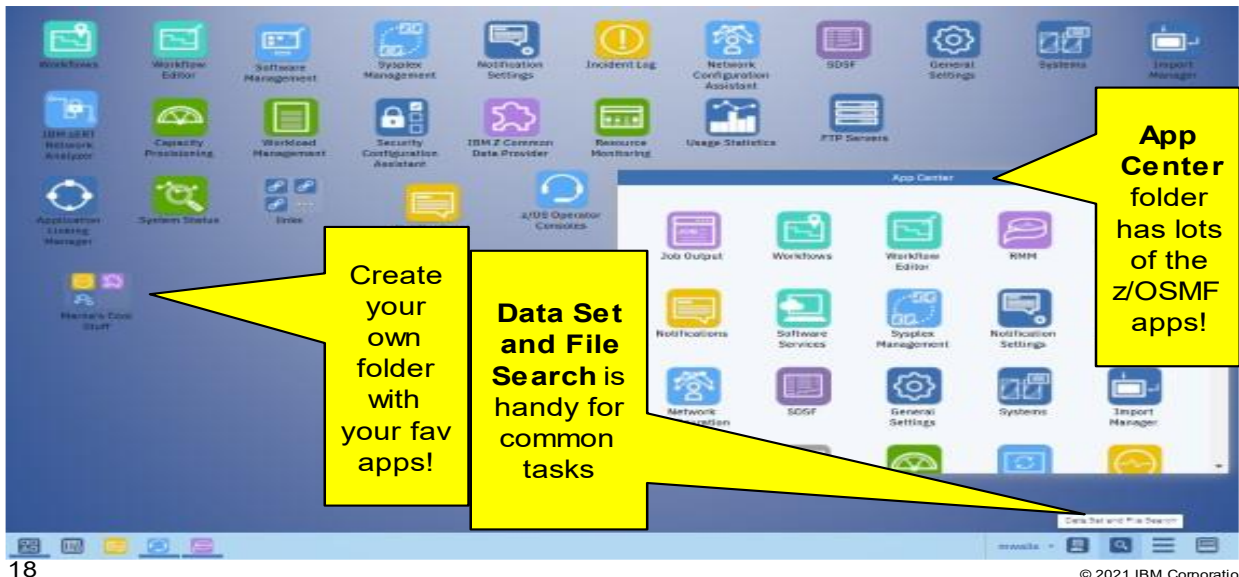 Workflows
Workflow
Editor
Software
Management
Sysplex
Management
Notification
Settings
Incident Log
Network
Configuration
Assistant
SDSF
General
Settings
Systems
Import
Manager
IBM zERT
Network
Analyzer
Capacity
Provisioning
Workload
Management
Security
Configuration
Assistant
IBM Z Common
Data Provider
Resource
Monitoring
Usage Statistics
FTP Servers
Application
Linking
Manager
System Status
links
z/OS Operator
Consoles
Marna's Cool
Stuff
App Center
Job Output
Workflows
Workflow
Editor
RMM
Notifications
Software
Services
Sysplex
Management
Notification
Settings
Network
SDSF
General
Settings
Systems
Import
Manager
Create
your
own
folder
with
your fav
apps!
Data Set
and File
Search is
handy for
common
tasks
App
Center
folder
has lots
of the
z/OSMF
apps!
Data Set and File Search
18
© 2021 IBM Corporatio